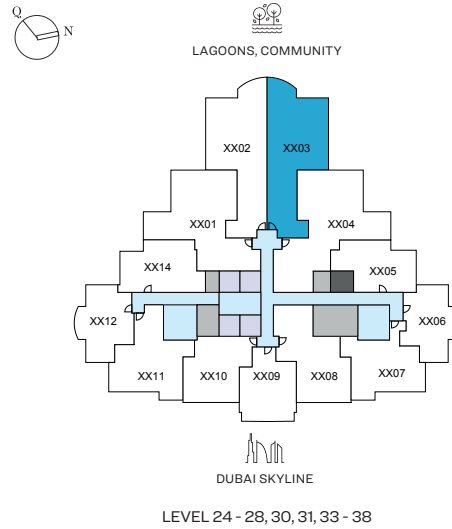 Q
N
LAGOONS, COMMUNITY
XX02
XX03
XX01
XX04
XX14
XX05
XX12
XX06
XX11
XX10
XX09
XX08
XX07
DUBAI SKYLINE
LEVEL 24 - 28, 30, 31, 33 - 38